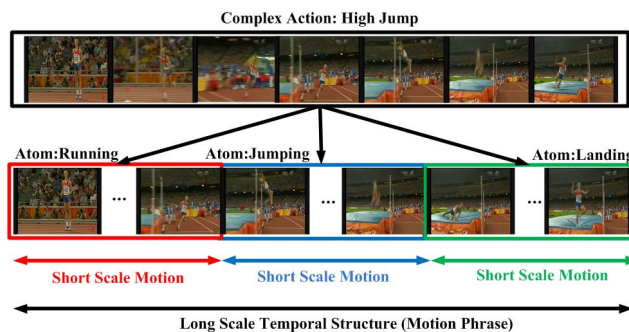 Complex Action: High Jump
Atom:Running
Atom:Jumping
Atom:Landing
...
...
...
Short Scale Motion
Short Scale Motion
Short Scale Motion
Long Scale Temporal Structure (Motion Phrase)